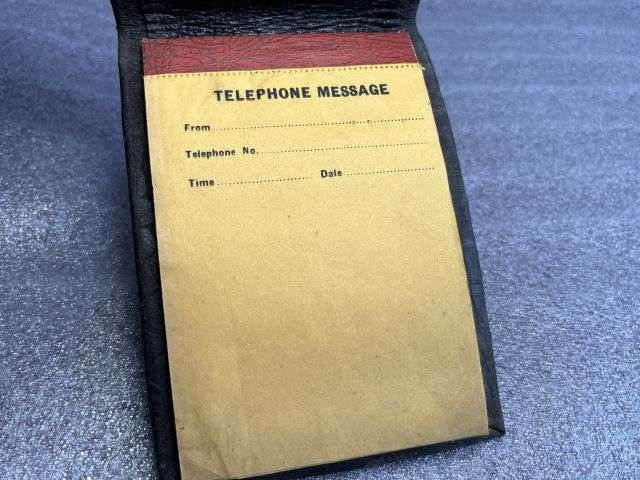 TELEPHONE MESSAGE
From........................................
Telephone No.................................
Time.................... Date...................